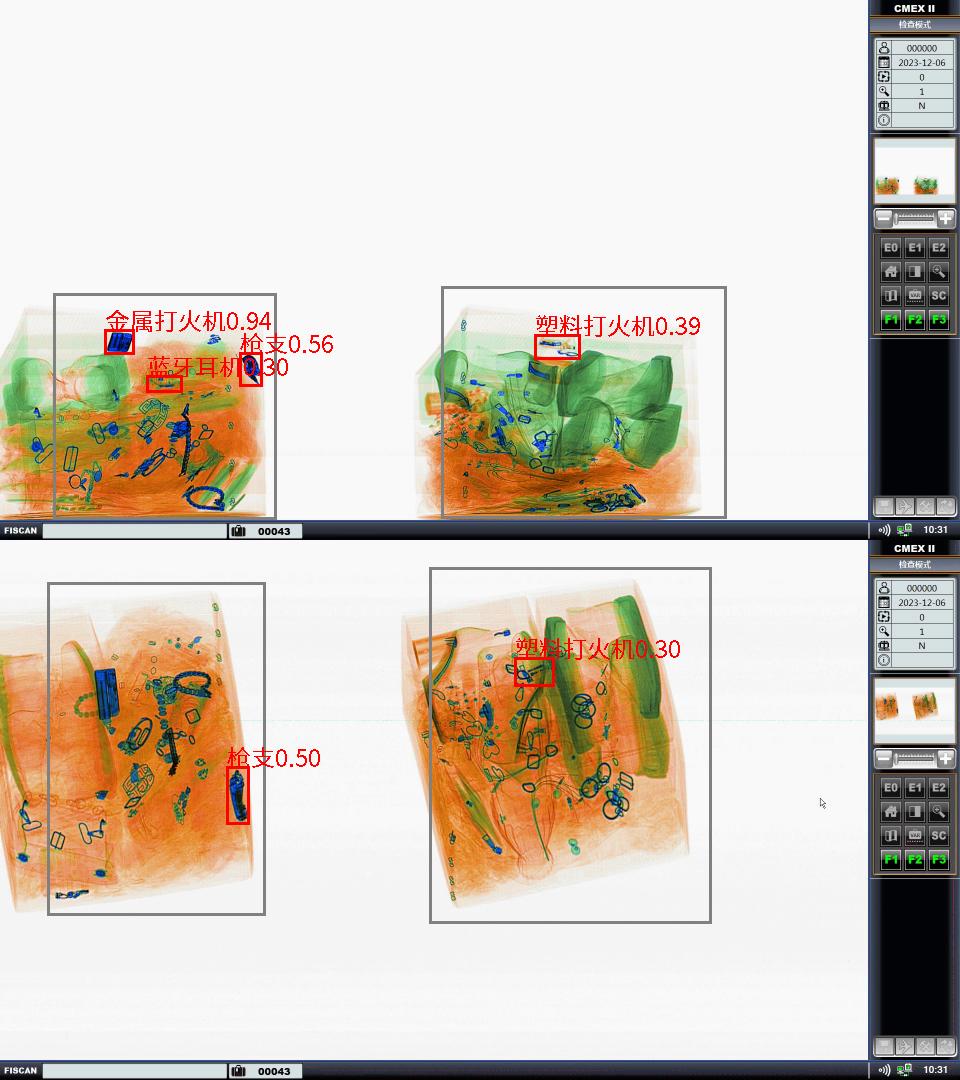 CMEX II
检查模式
000000
2023-12-06
0
1
N
金属打火机0.94
枪支0.56
蓝牙耳机0.30
塑料打火机0.39
E0 E1 E2
VAR SC
F1 F2 F3
FISCAN 00043 10:31
CMEX II
检查模式
000000
2023-12-06
0
1
N
塑料打火机0.30
枪支0.50
E0 E1 E2
VAR SC
F1 F2 F3
FISCAN 00043 10:31